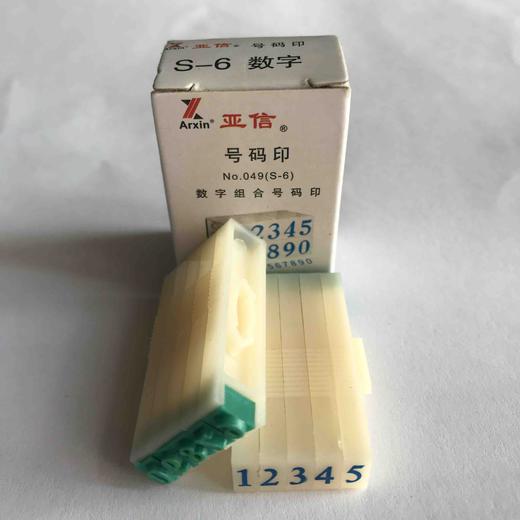 亚信® 号码印
S-6 数字
Arxin® 亚信®
号码印
No.049(S-6)
数字组合号码印
2345
890
567890
12345